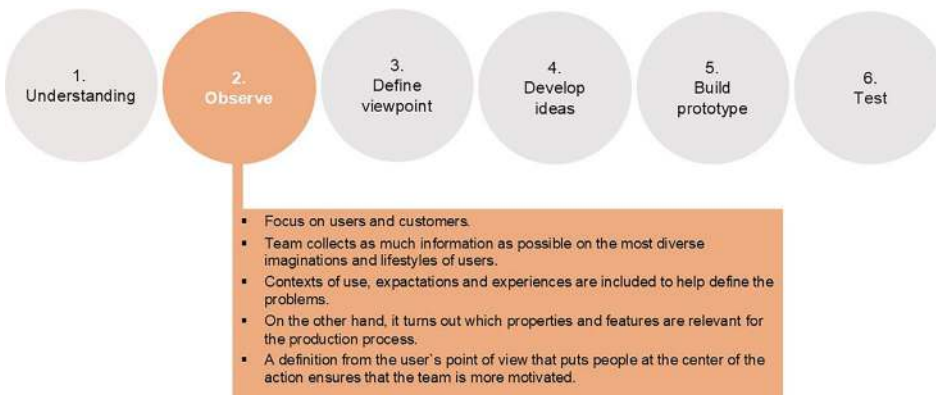 1.
Understanding
2.
Observe
3.
Define
viewpoint
4.
Develop
ideas
5.
Build
prototype
6.
Test
▪ Focus on users and customers.
▪ Team collects as much information as possible on the most diverse
imaginations and lifestyles of users.
▪ Contexts of use, expactations and experiences are included to help define the
problems.
▪ On the other hand, it turns out which properties and features are relevant for
the production process.
▪ A definition from the user`s point of view that puts people at the center of the
action ensures that the team is more motivated.